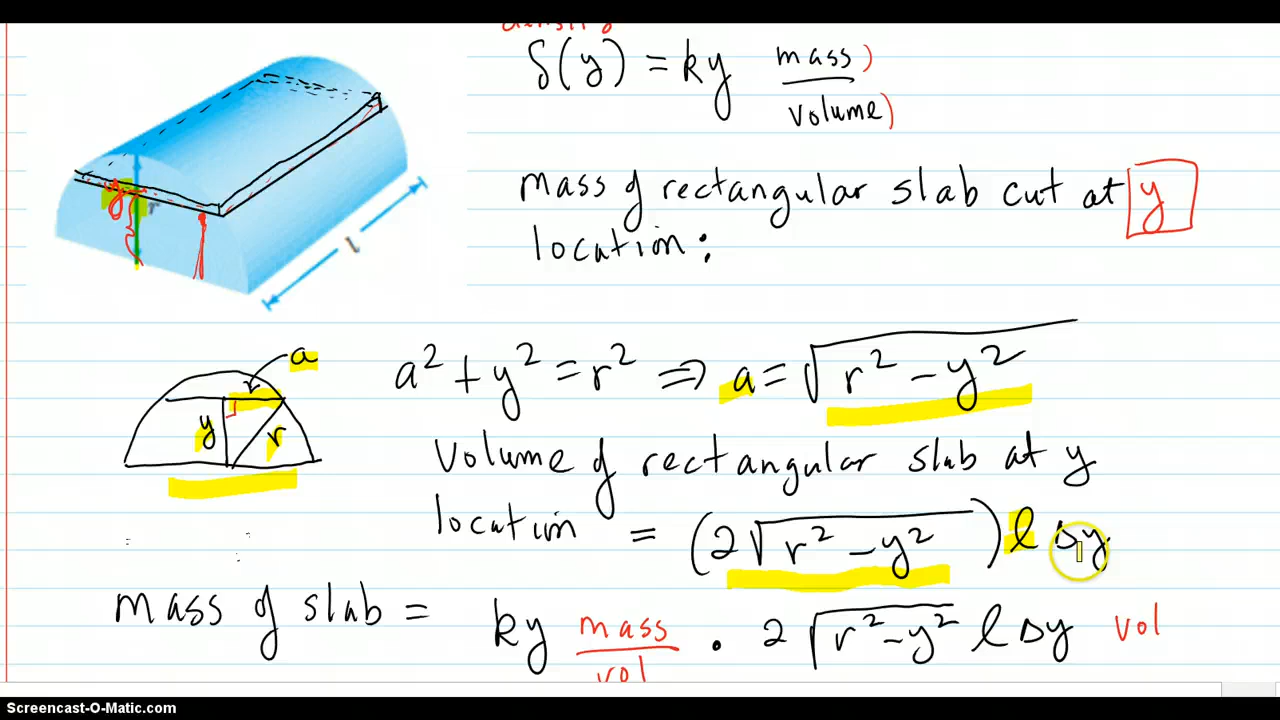 density
δ(y) = ky mass)
volume)
mass of rectangular slab cut at y
location:
y
r
l
a
a² + y² = r² ⇒ a = √(r² − y²)
r
y
r
volume of rectangular slab at y
location = (2√(r² − y²)) l Δy
mass of slab = ky mass/vol · 2√(r² − y²) l Δy vol
Screencast-O-Matic.com